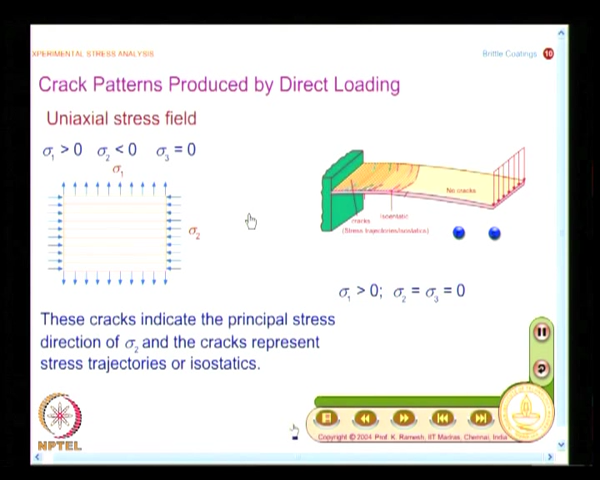 XPERIMENTAL STRESS ANALYSIS
Brittle Coatings 10
Crack Patterns Produced by Direct Loading
Uniaxial stress field
σ₁ > 0 σ₂ < 0 σ₃ = 0
σ₁
σ₂
No cracks
cracks
isoentatic
(Stress trajectories/isostatics)
σ₁ > 0; σ₂ = σ₃ = 0
These cracks indicate the principal stress
direction of σ₂ and the cracks represent
stress trajectories or isostatics.
NPTEL
Copyright © 2004 Prof. K. Ramesh, IIT Madras, Chennai, India